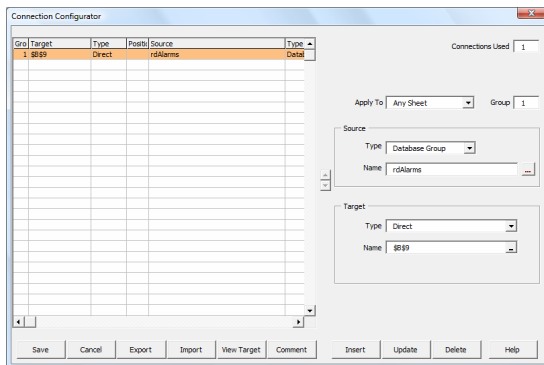 Connection Configurator
Gro Target Type Positic Source Type
1 $B$9 Direct rdAlarms Datab
Connections Used 1
Apply To Any Sheet Group 1
Source
Type Database Group
Name rdAlarms ...
Target
Type Direct
Name $B$9
Save Cancel Export Import View Target Comment Insert Update Delete Help